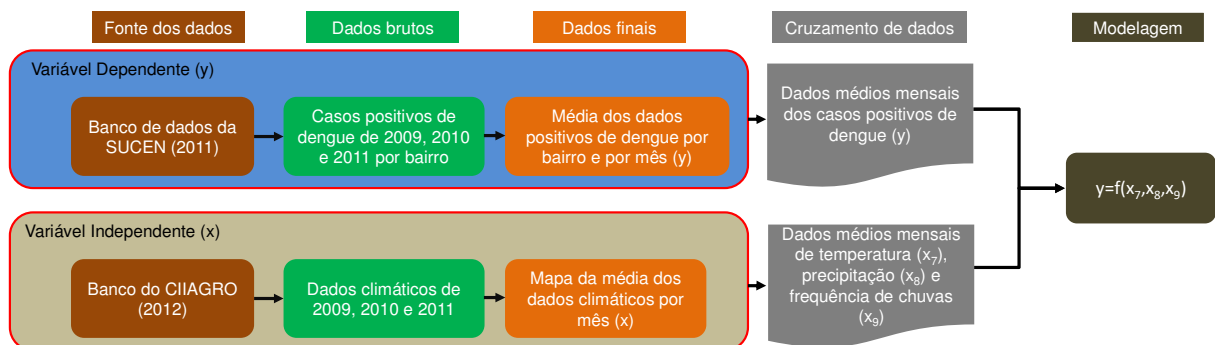 Fonte dos dados
Dados brutos
Dados finais
Cruzamento de dados
Modelagem
Variável Dependente (y)
Banco de dados da
SUCEN (2011)
Casos positivos de
dengue de 2009, 2010
e 2011 por bairro
Média dos dados
positivos de dengue por
bairro e por mês (y)
Dados médios mensais
dos casos positivos de
dengue (y)
y=f(x₇,x₈,x₉)
Variável Independente (x)
Banco do CIIAGRO
(2012)
Dados climáticos de
2009, 2010 e 2011
Mapa da média dos
dados climáticos por
mês (x)
Dados médios mensais
de temperatura (x₇),
precipitação (x₈) e
frequência de chuvas
(x₉)